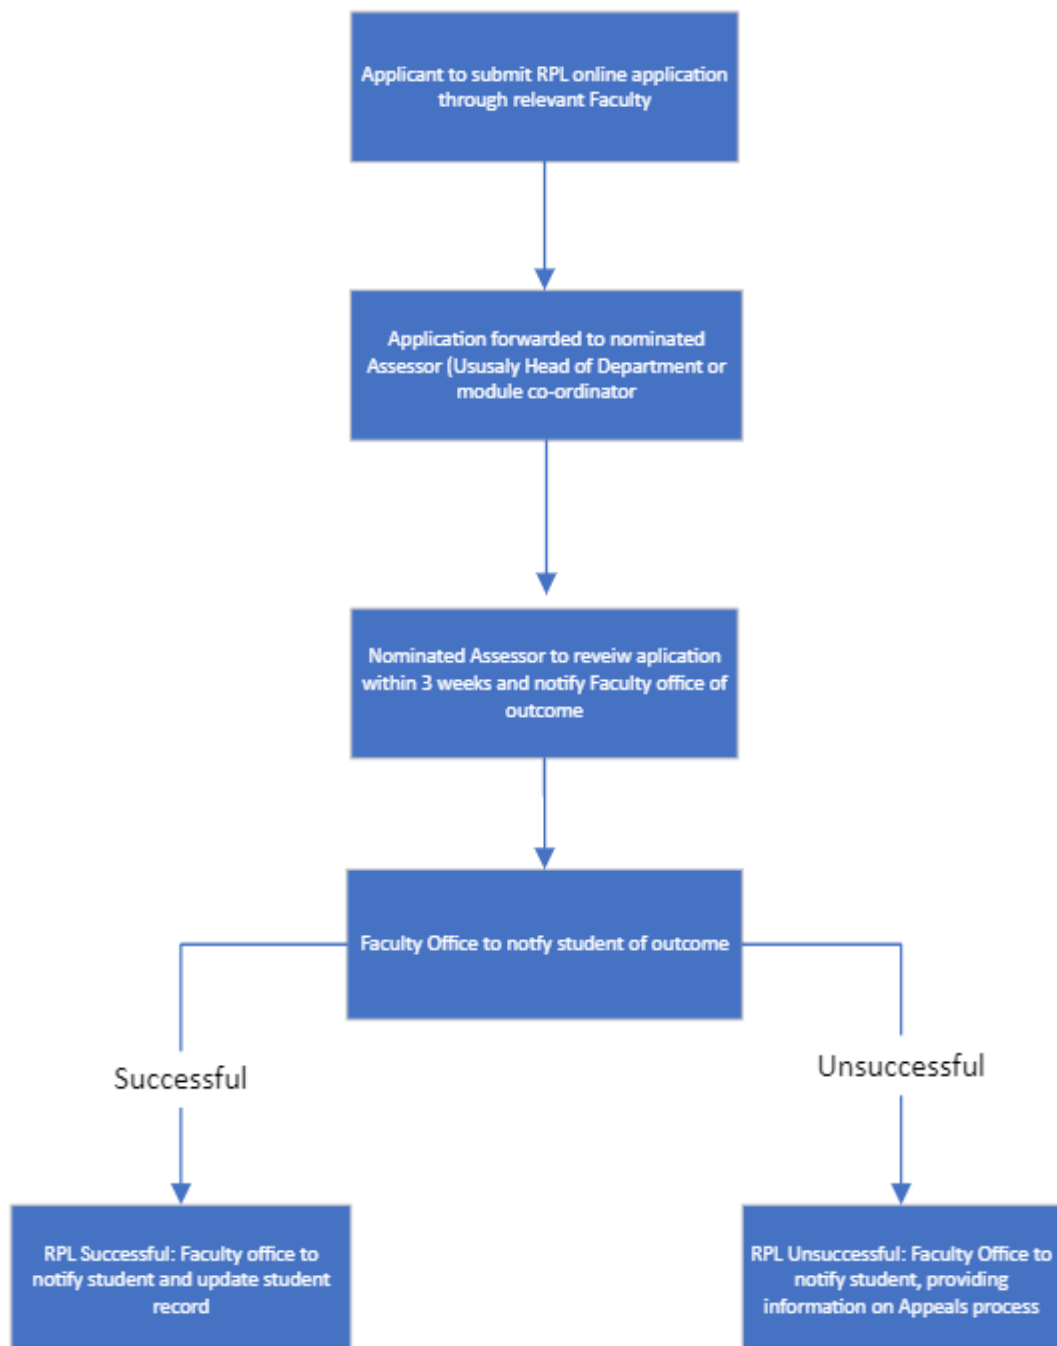 Applicant to submit RPL online application
through relevant Faculty
Application forwarded to nominated
Assessor (Ususaly Head of Department or
module co-ordinator
Nominated Assessor to reveiw aplication
within 3 weeks and notify Faculty office of
outcome
Faculty Office to notfy student of outcome
Successful
Unsuccessful
RPL Successful: Faculty office to
notify student and update student
record
RPL Unsuccessful: Faculty Office to
notify student, providing
information on Appeals process